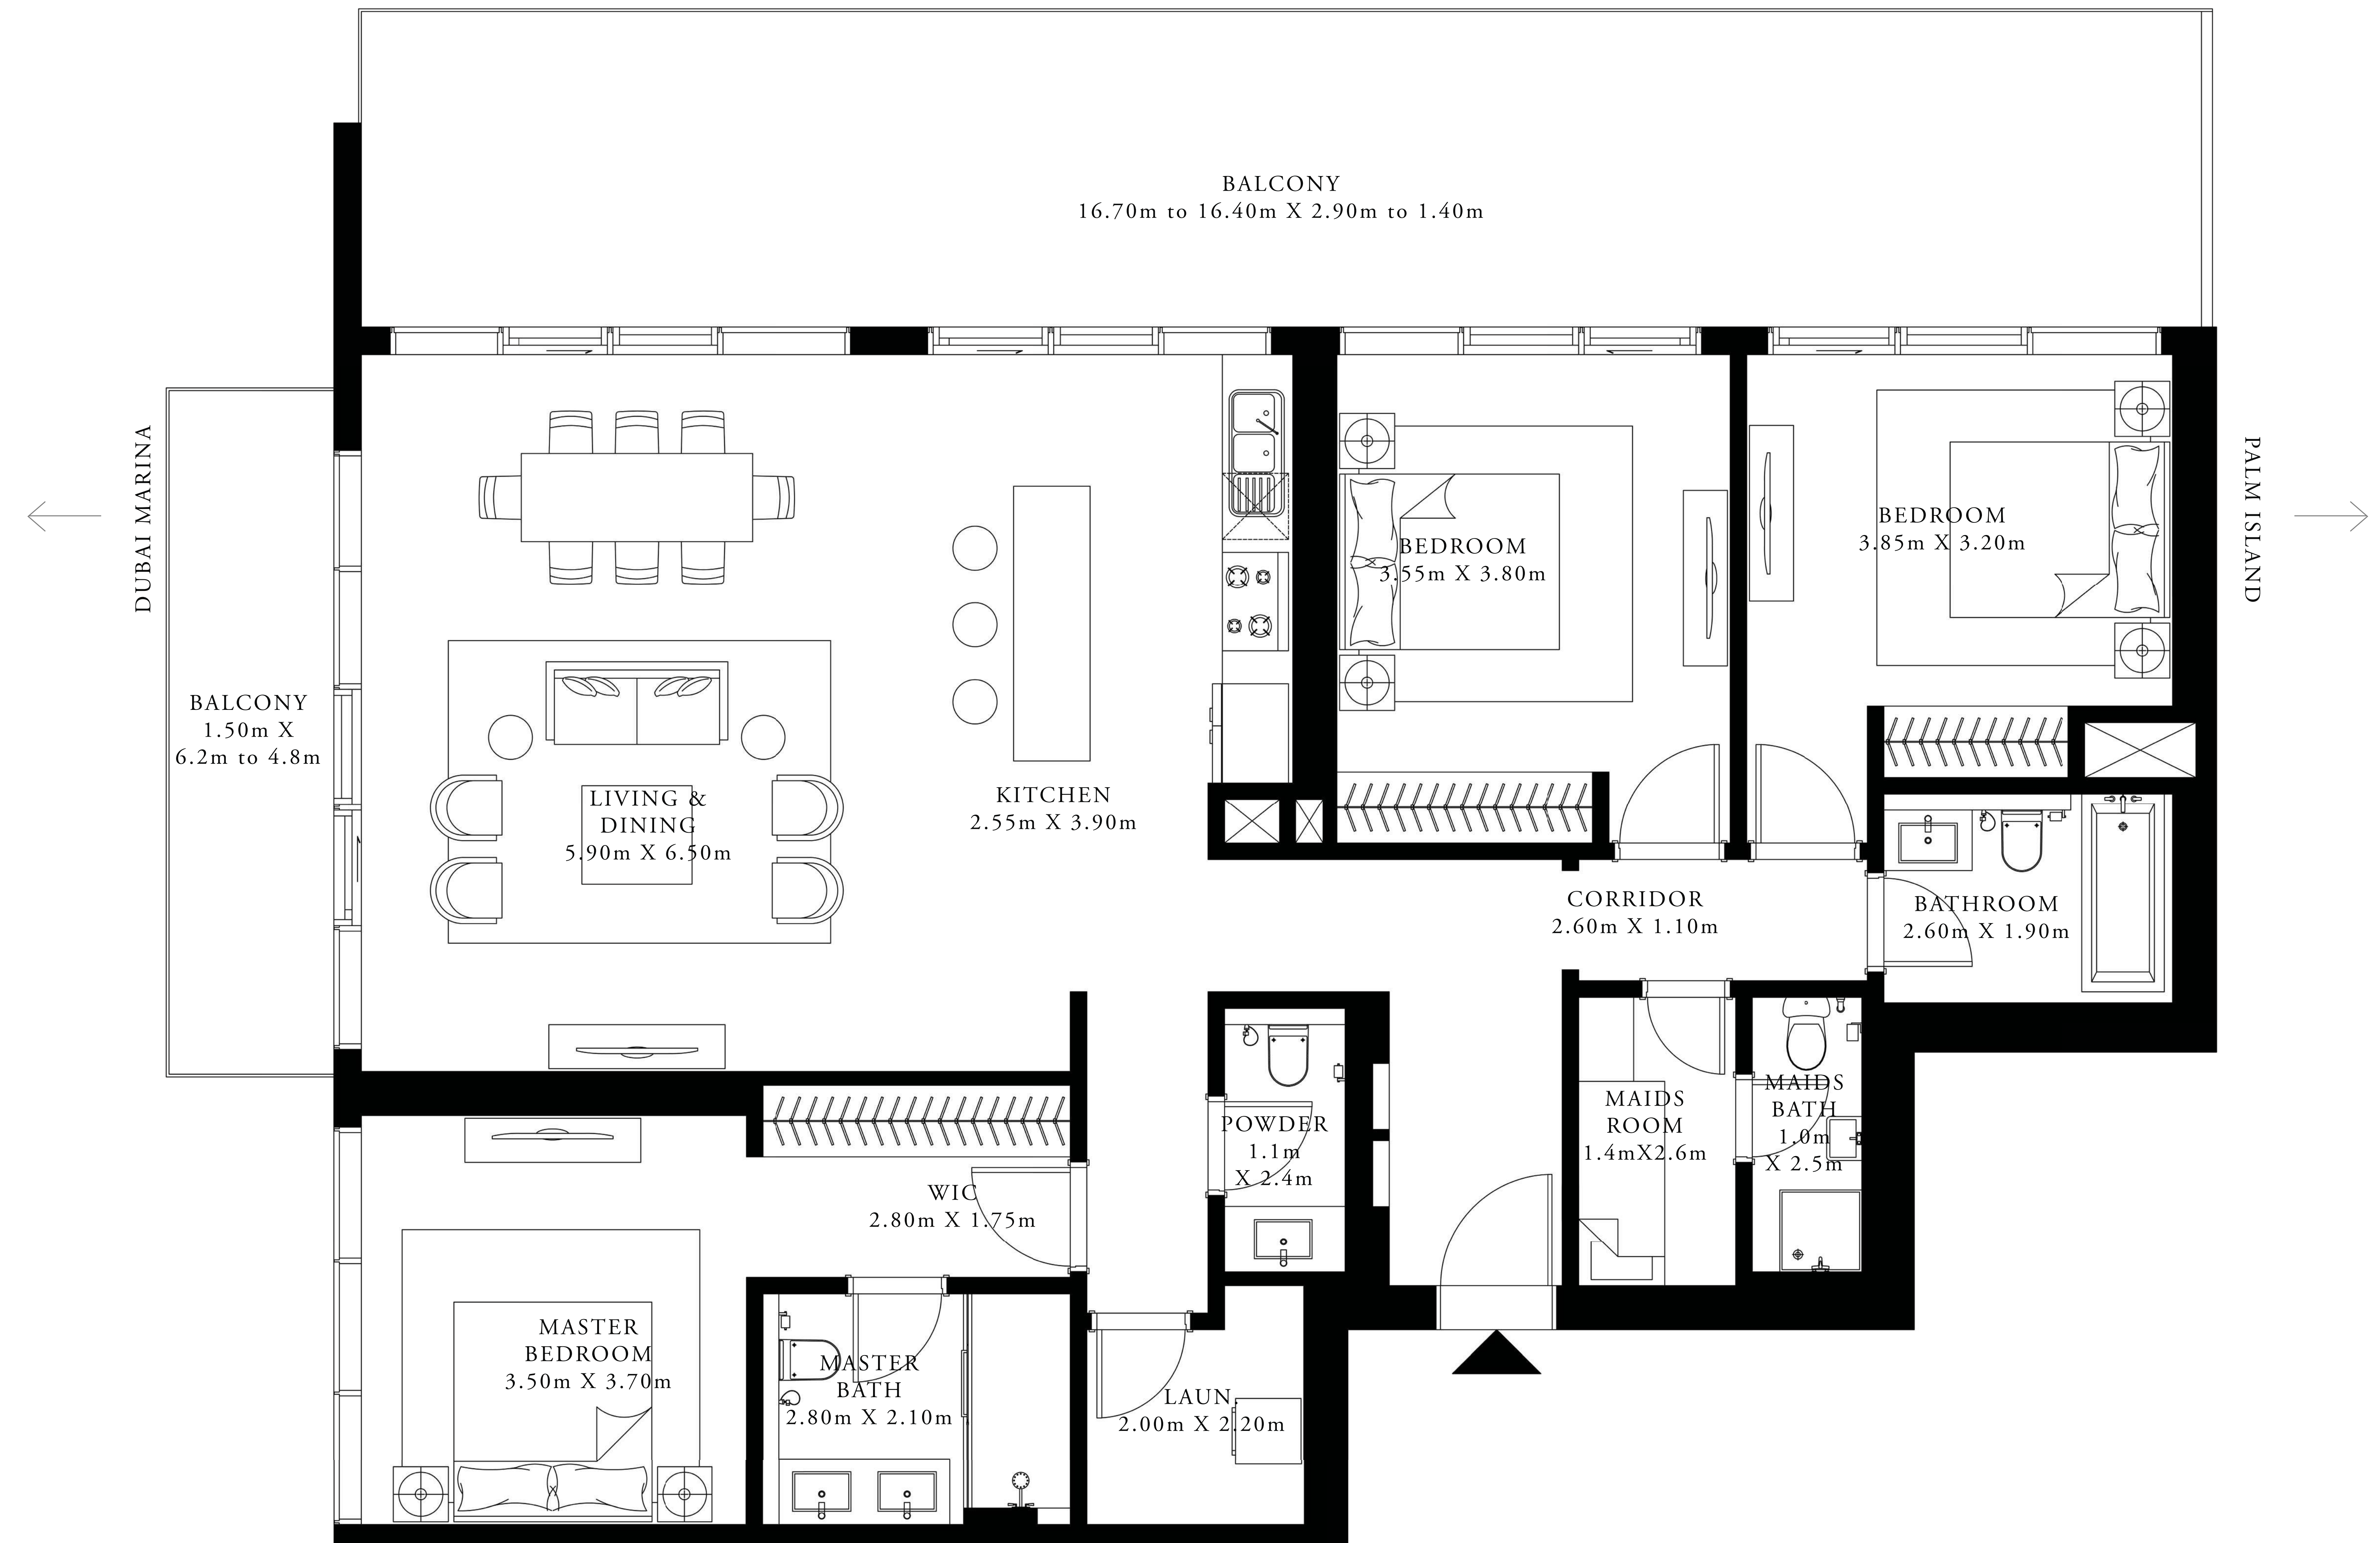 BALCONY
16.70m to 16.40m X 2.90m to 1.40m
DUBAI MARINA
PALM ISLAND
BALCONY
1.50m X
6.2m to 4.8m
LIVING &
DINING
5.90m X 6.50m
KITCHEN
2.55m X 3.90m
BEDROOM
3.55m X 3.80m
BEDROOM
3.85m X 3.20m
CORRIDOR
2.60m X 1.10m
BATHROOM
2.60m X 1.90m
MAIDS
ROOM
1.4mX2.6m
MAIDS
BATH
1.0m
X 2.5m
POWDER
1.1m
X 2.4m
WIC
2.80m X 1.75m
MASTER
BEDROOM
3.50m X 3.70m
MASTER
BATH
2.80m X 2.10m
LAUN.
2.00m X 2.20m